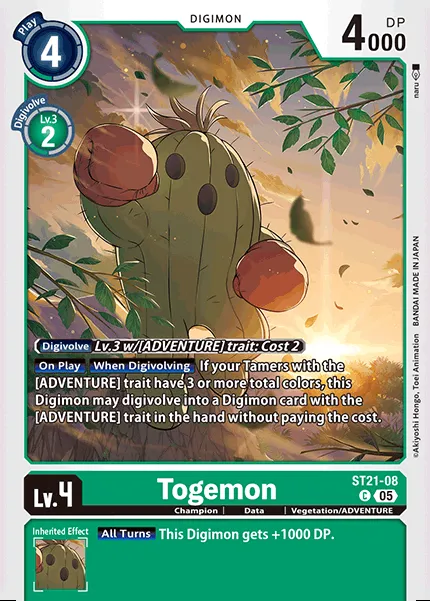 DIGIMON
Play
4
DP
4000
Digivolve
Lv.3
2
naru
©Akiyoshi Hongo, Toei Animation BANDAI MADE IN JAPAN
Digivolve Lv.3 w/[ADVENTURE] trait: Cost 2
On Play When Digivolving If your Tamers with the
[ADVENTURE] trait have 3 or more total colors, this
Digimon may digivolve into a Digimon card with the
[ADVENTURE] trait in the hand without paying the cost.
Lv.4
Togemon
ST21-08
C 05
Champion | Data | Vegetation/ADVENTURE
Inherited Effect
All Turns This Digimon gets +1000 DP.